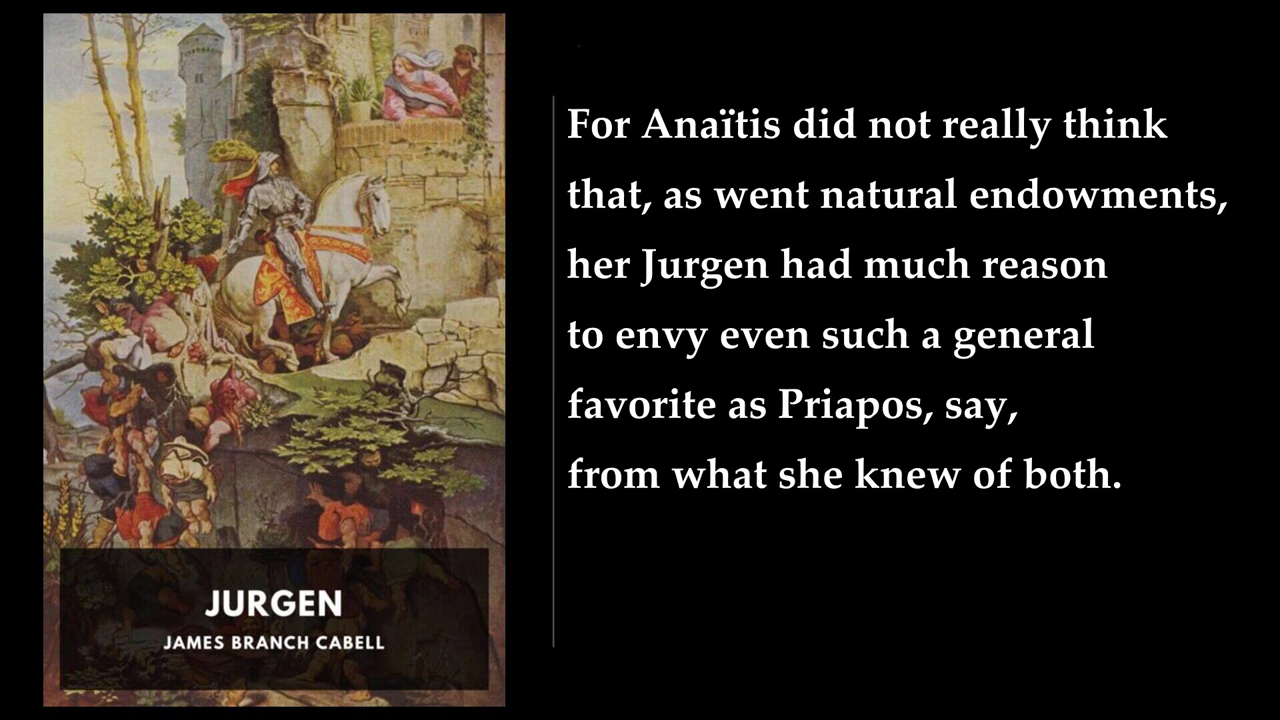 JURGEN
JAMES BRANCH CABELL
For Anaïtis did not really think
that, as went natural endowments,
her Jurgen had much reason
to envy even such a general
favorite as Priapos, say,
from what she knew of both.